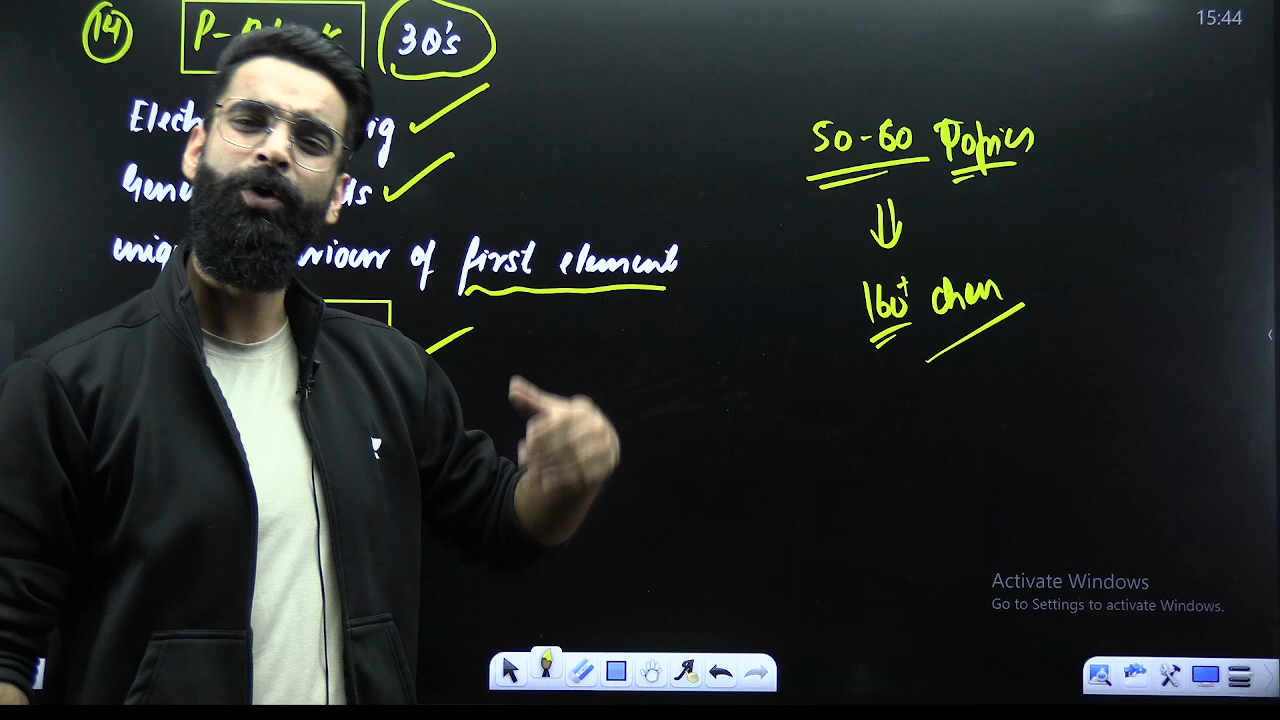 15:44
14 P- 30's
Elect ig
Gene ds
uniq viour of first element
50-60 Topics
160+ chem
Activate Windows
Go to Settings to activate Windows.